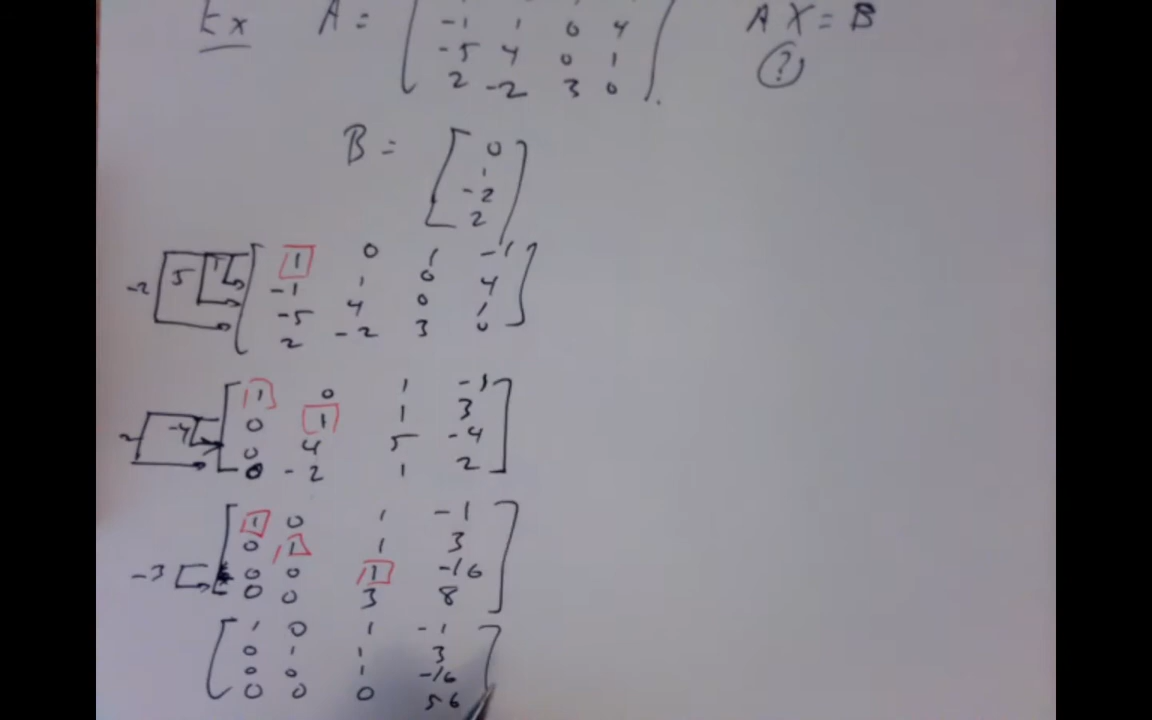 Ex A = -1 1 0 4 A X = B
-5 4 0 1 ?
2 -2 3 0
B = 0
1
-2
2
1 0 1 -1
-2 5 1 -1 1 0 4
-5 4 0 1
2 -2 3 0
1 0 1 -1
0 1 1 3
2 -4 0 4 5 -4
0 -2 1 2
1 0 1 -1
0 1 1 3
-3 0 0 1 -16
0 0 3 8
1 0 1 -1
0 1 1 3
0 0 1 -16
0 0 0 56